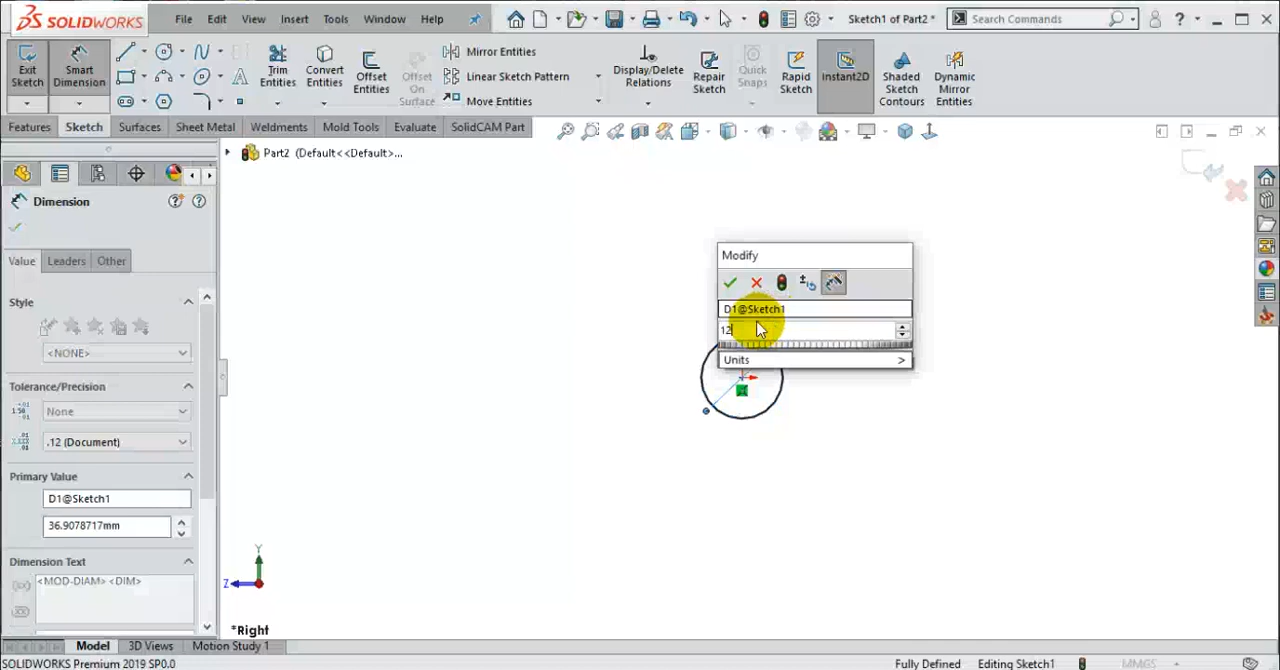 SOLIDWORKS File Edit View Insert Tools Window Help Sketch1 of Part2 * Search Commands ?
Exit Sketch Smart Dimension Trim Entities Convert Entities Offset Entities Offset On Surface Mirror Entities Linear Sketch Pattern Move Entities Display/Delete Relations Repair Sketch Quick Snaps Rapid Sketch Instant2D Shaded Sketch Contours Dynamic Mirror Entities
Features Sketch Surfaces Sheet Metal Weldments Mold Tools Evaluate SolidCAM Part
Part2 (Default<<Default>...
Dimension
Value Leaders Other
Style
<NONE>
Tolerance/Precision
None
.12 (Document)
Primary Value
D1@Sketch1
36.9078717mm
Dimension Text
<MOD-DIAM> <DIM>
Modify
D1@Sketch1
12
Units >
Y
Z
*Right
Model 3D Views Motion Study 1
SOLIDWORKS Premium 2019 SP0.0 Fully Defined Editing Sketch1 MMGS